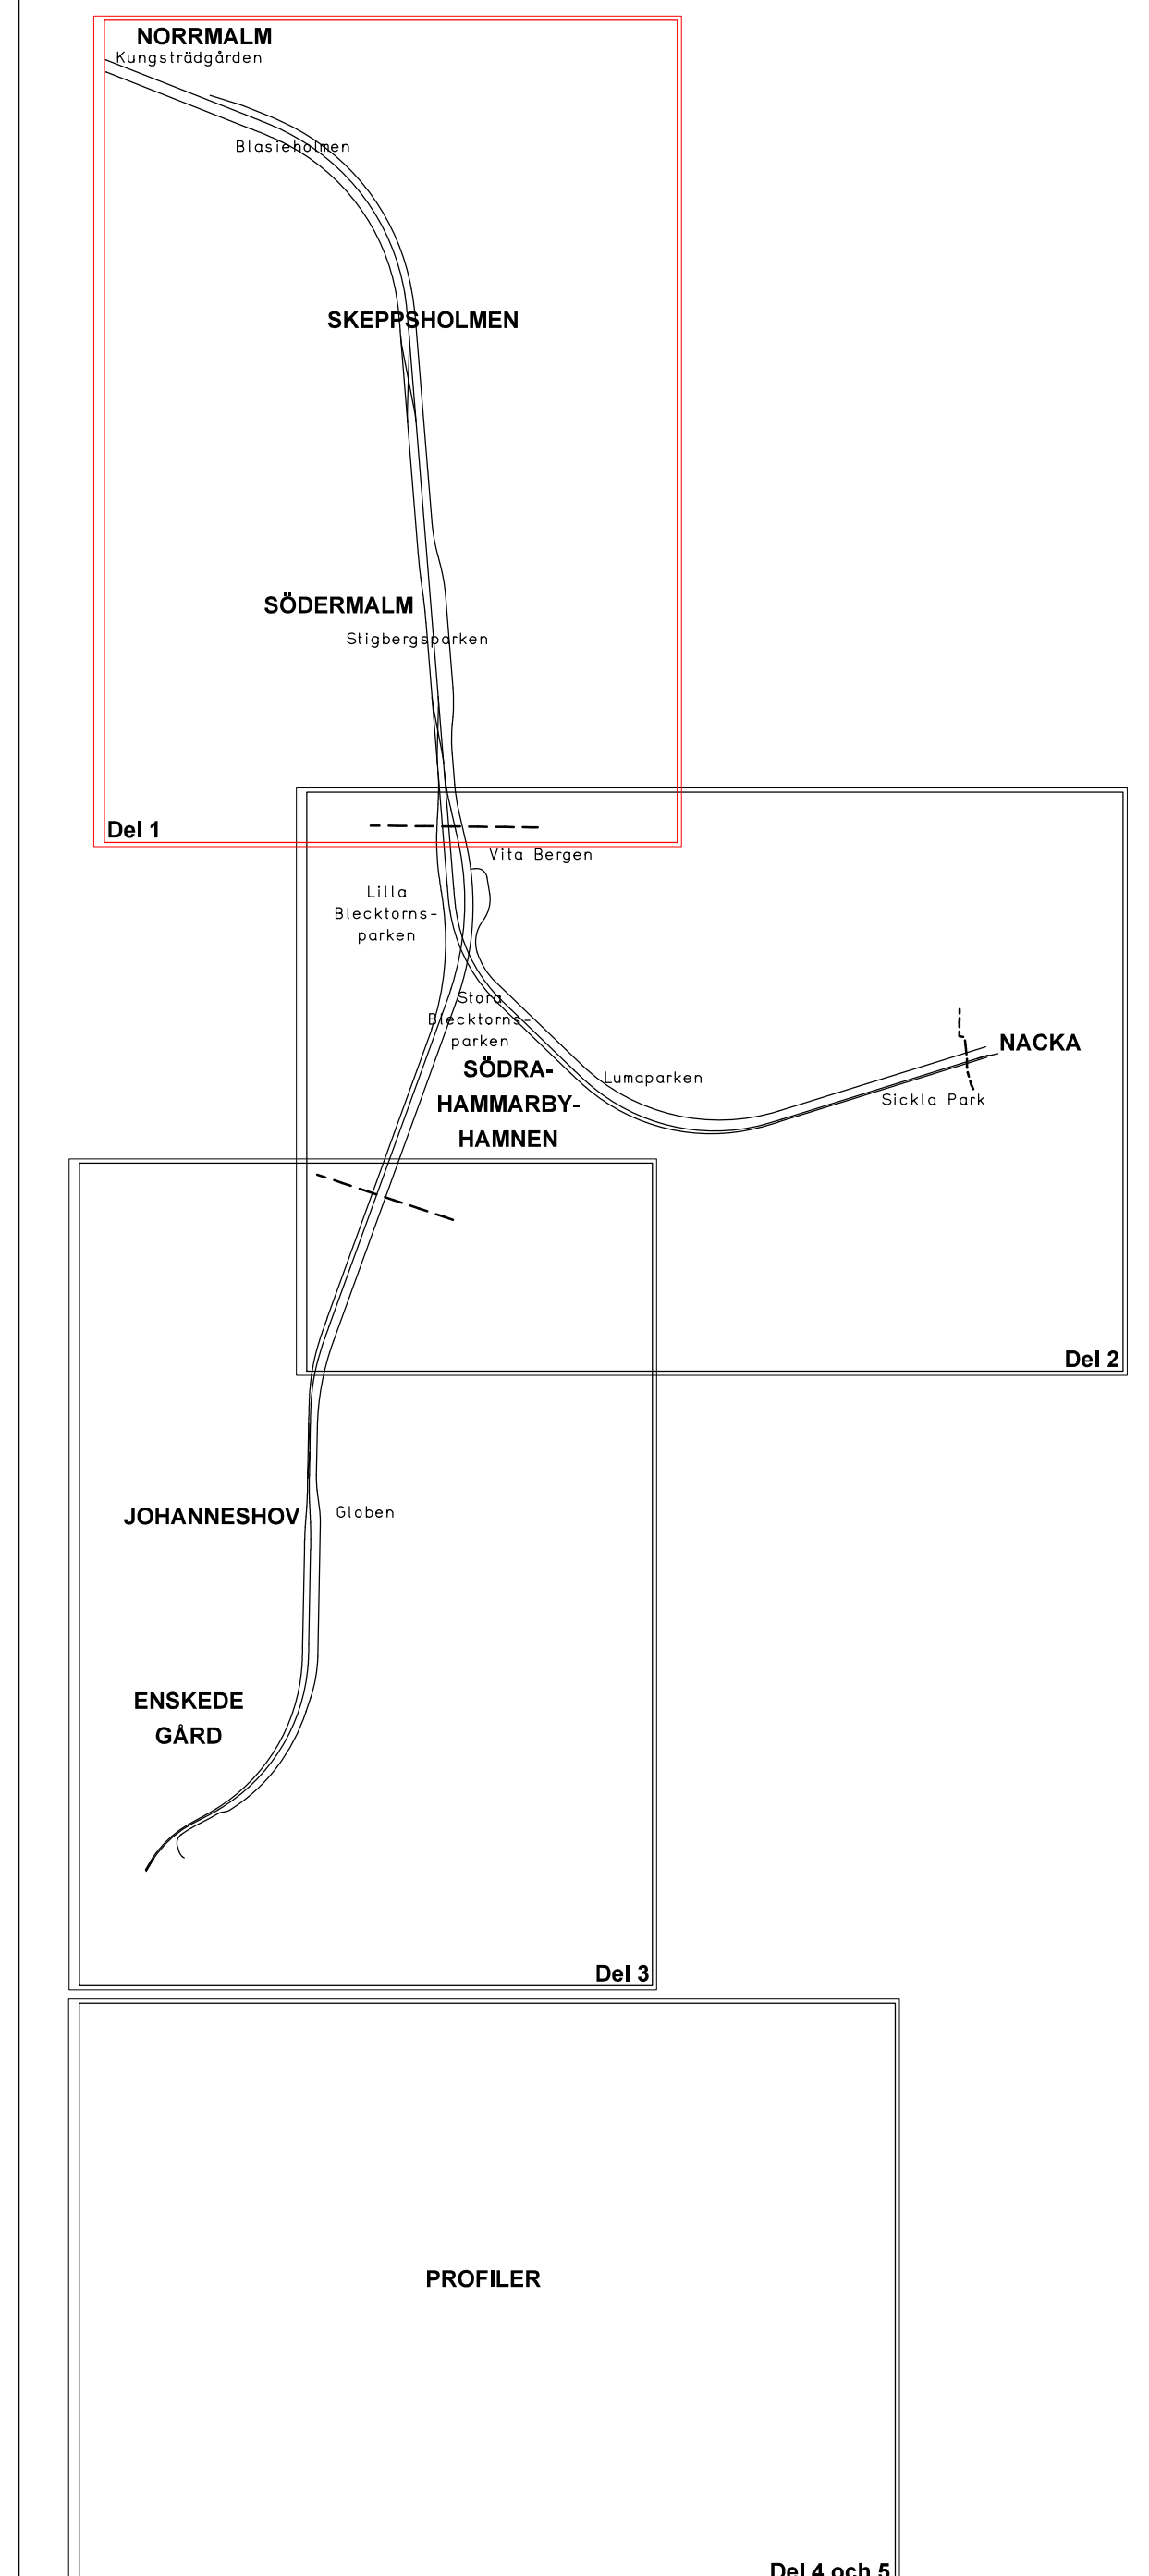 NORRMALM
Kungsträdgården
Blasieholmen
SKEPPSHOLMEN
SÖDERMALM
Stigbergsparken
Del 1
Vita Bergen
Lilla
Blecktorns-
parken
Stora
Blecktorns-
parken
SÖDRA-
HAMMARBY-
HAMNEN
Lumaparken
NACKA
Sickla Park
Del 2
JOHANNESHOV
Globen
ENSKEDE
GÅRD
Del 3
PROFILER
Del 4 och 5